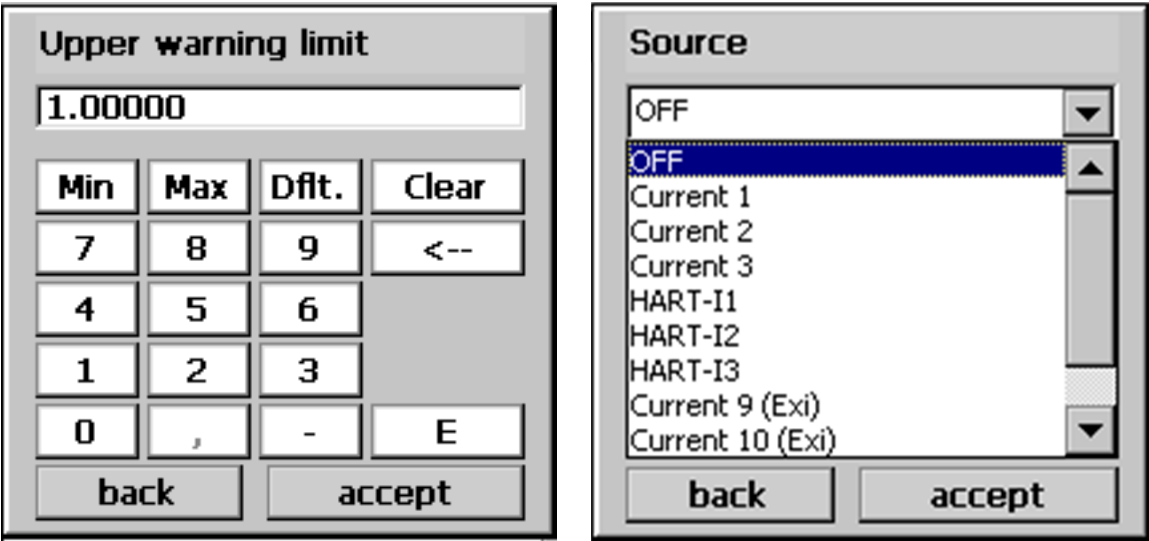 Upper warning limit
1.00000
Min Max Dflt. Clear
7 8 9 <--
4 5 6
1 2 3
0 , - E
back accept
Source
OFF
OFF
Current 1
Current 2
Current 3
HART-I1
HART-I2
HART-I3
Current 9 (Exi)
Current 10 (Exi)
back accept